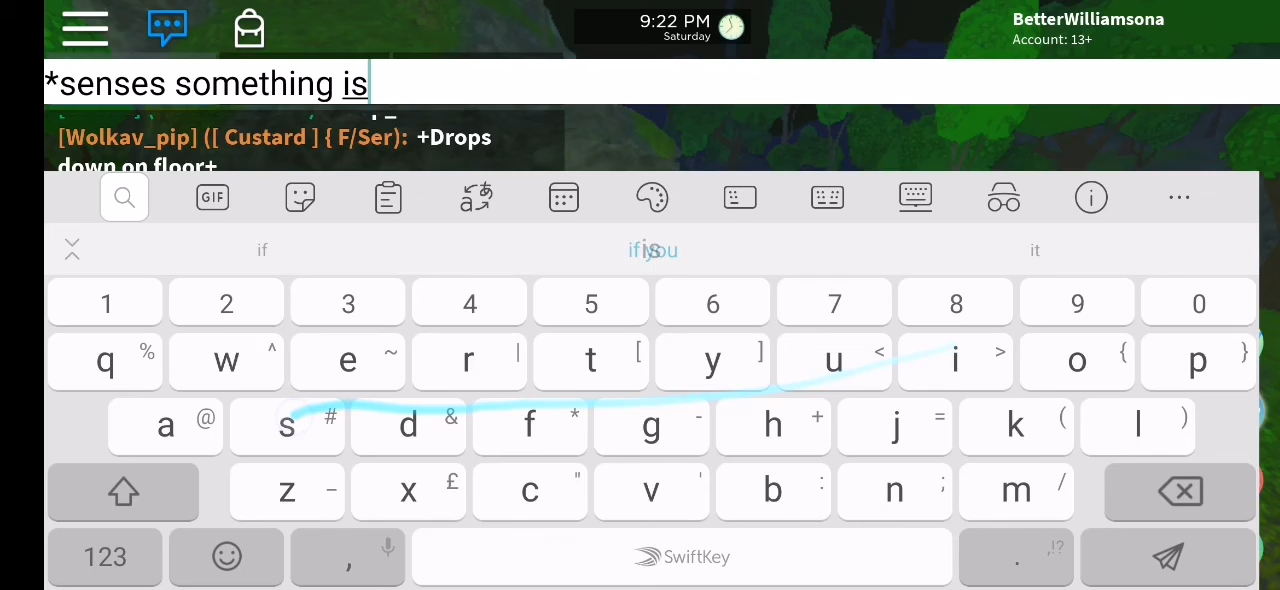 9:22 PM
Saturday
BetterWilliamsona
Account: 13+
*senses something is
[Wolkav_pip] ([ Custard ] { F/Ser): +Drops
down on floor+
GIF
if
it
1 2 3 4 5 6 7 8 9 0
q % w ^ e ~ r | t [ y ] u < i > o { p }
a @ s # d & f * g - h + j = k ( l )
z _ x £ c " v ' b : n ; m /
123 , SwiftKey . ,!?